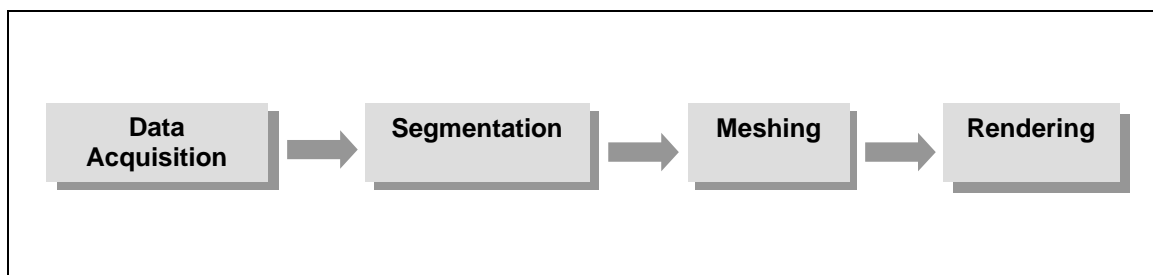 Data
Acquisition
Segmentation
Meshing
Rendering